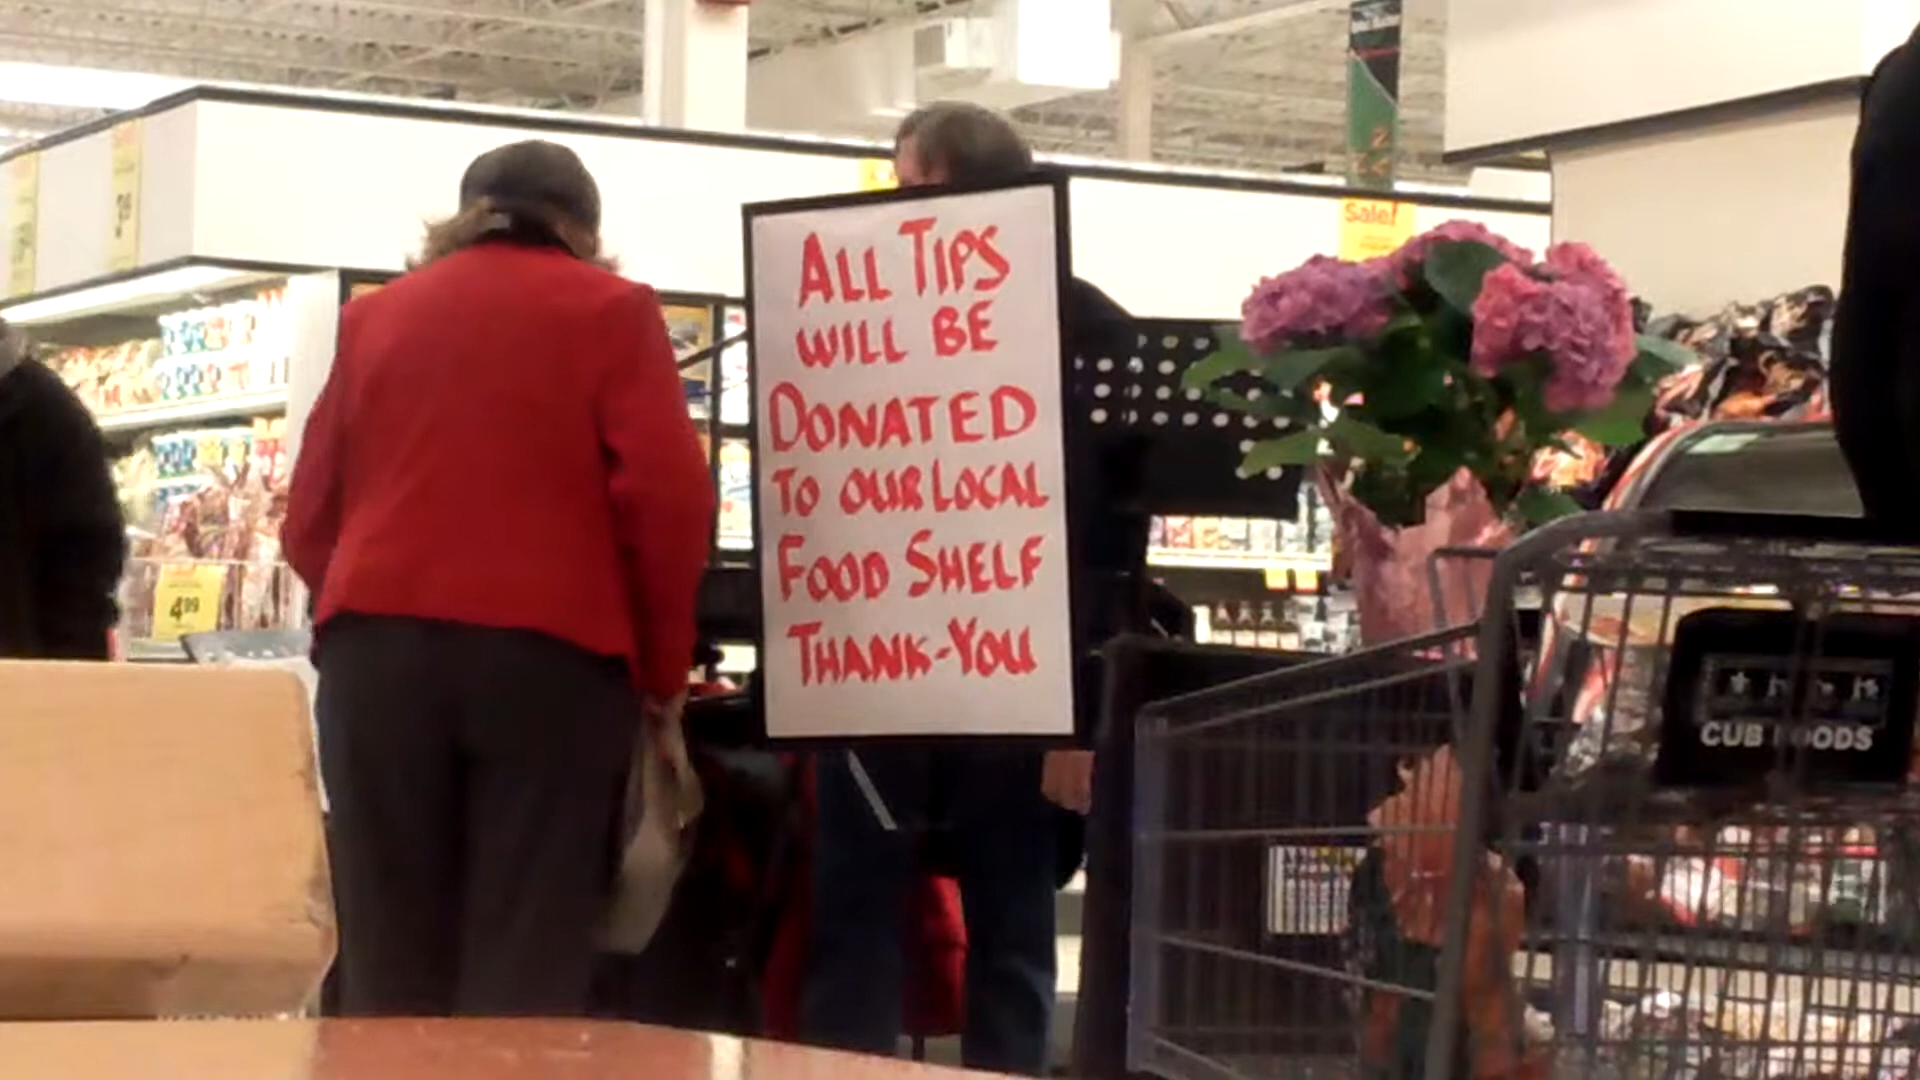 ALL TIPS
WILL BE
DONATED
TO OUR LOCAL
FOOD SHELF
THANK-YOU
Sale!
4.99
CUB FOODS